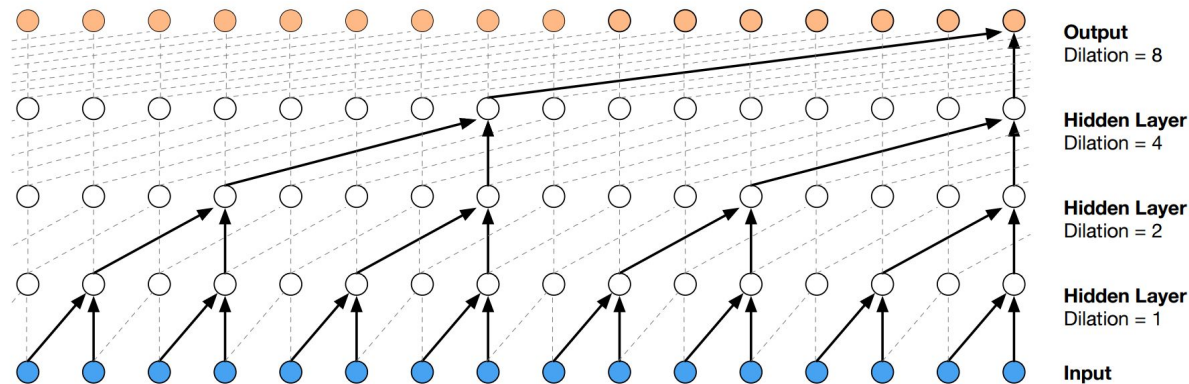 Output
Dilation = 8
Hidden Layer
Dilation = 4
Hidden Layer
Dilation = 2
Hidden Layer
Dilation = 1
Input